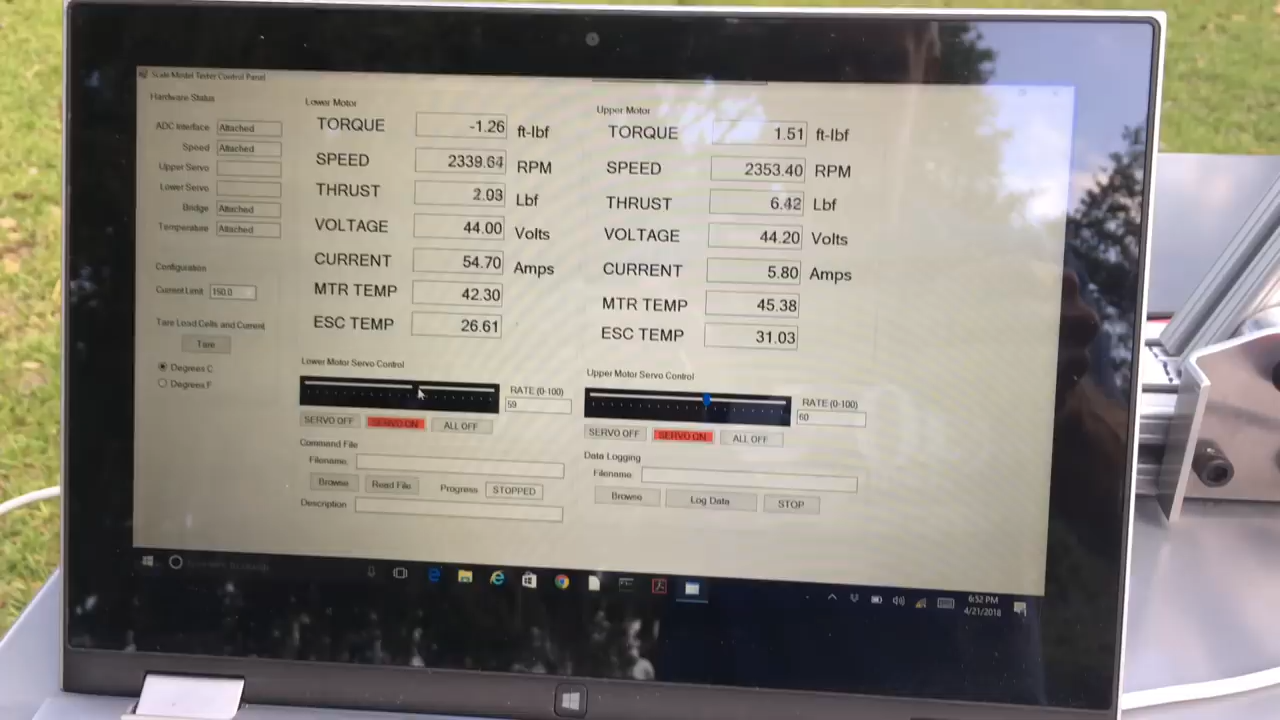 Scale Model Tester Control Panel
Hardware Status
ADC Interface Attached
Speed Attached
Upper Servo
Lower Servo
Bridge Attached
Temperature Attached
Configuration
Current Limit 150.0
Tare Load Cells and Current
Tare
Degrees C
Degrees F
Lower Motor
TORQUE -1.26 ft-lbf
SPEED 2339.64 RPM
THRUST 2.03 Lbf
VOLTAGE 44.00 Volts
CURRENT 54.70 Amps
MTR TEMP 42.30
ESC TEMP 26.61
Upper Motor
TORQUE 1.51 ft-lbf
SPEED 2353.40 RPM
THRUST 6.42 Lbf
VOLTAGE 44.20 Volts
CURRENT 5.80 Amps
MTR TEMP 45.38
ESC TEMP 31.03
Lower Motor Servo Control
RATE (0-100)
59
SERVO OFF SERVO ON ALL OFF
Upper Motor Servo Control
RATE (0-100)
60
SERVO OFF SERVO ON ALL OFF
Command File
Filename
Browse Read File Progress STOPPED
Description
Data Logging
Filename
Browse Log Data STOP
6:52 PM
4/21/2018